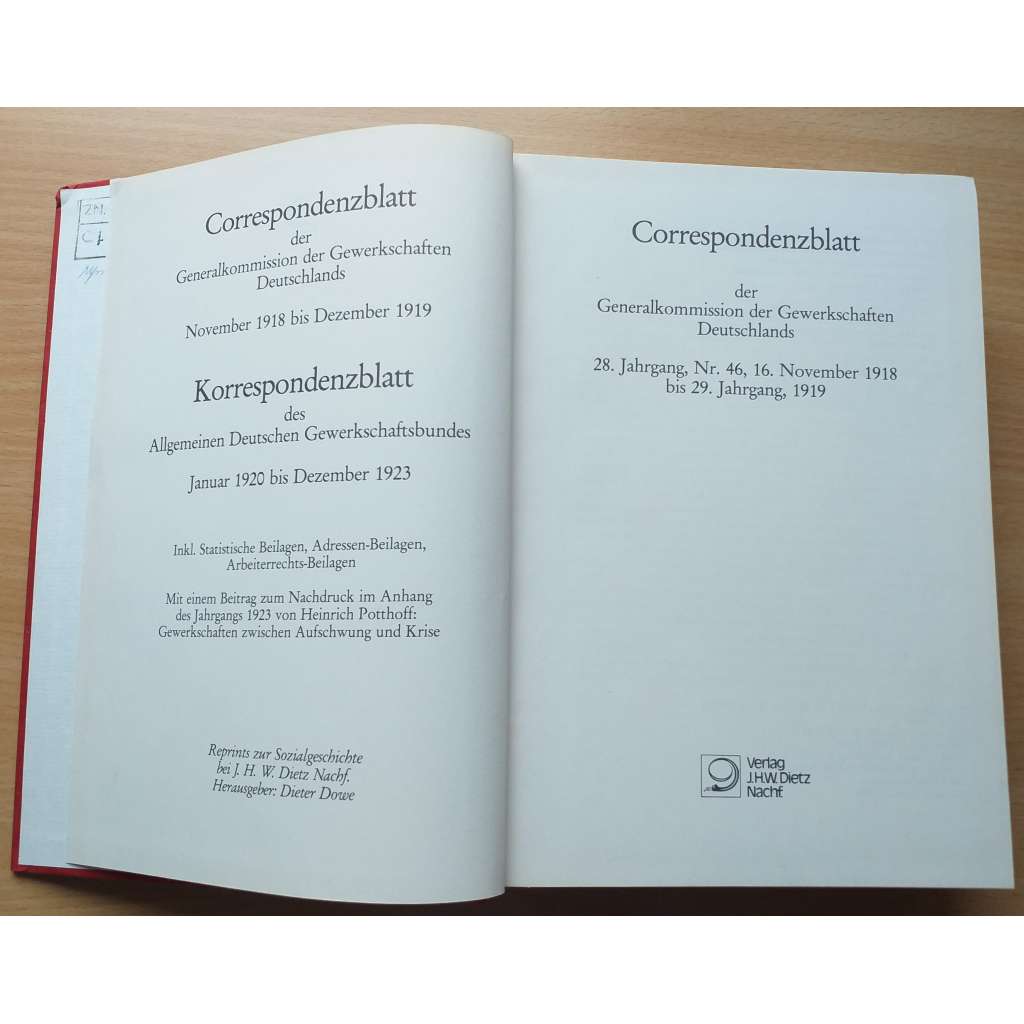 Z.N.
C1
Correspondenzblatt
der
Generalkommission der Gewerkschaften
Deutschlands
November 1918 bis Dezember 1919
Korrespondenzblatt
des
Allgemeinen Deutschen Gewerkschaftsbundes
Januar 1920 bis Dezember 1923
Inkl. Statistische Beilagen, Adressen-Beilagen,
Arbeiterrechts-Beilagen
Mit einem Beitrag zum Nachdruck im Anhang
des Jahrgangs 1923 von Heinrich Potthoff:
Gewerkschaften zwischen Aufschwung und Krise
Reprints zur Sozialgeschichte
bei J. H. W. Dietz Nachf.
Herausgeber: Dieter Dowe
Correspondenzblatt
der
Generalkommission der Gewerkschaften
Deutschlands
28. Jahrgang, Nr. 46, 16. November 1918
bis 29. Jahrgang, 1919
Verlag
J.H.W. Dietz
Nachf.